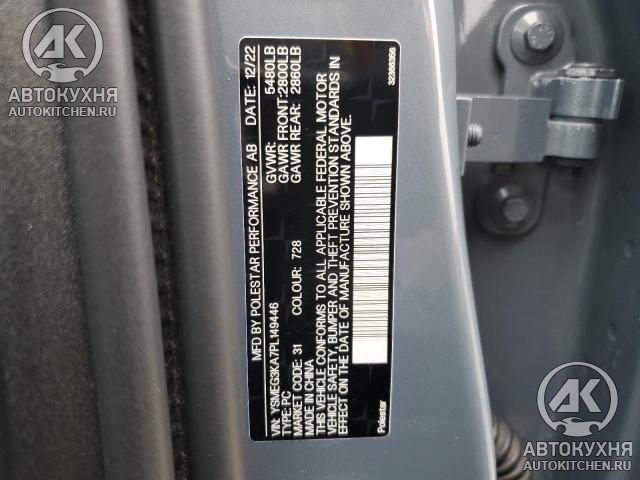 АВТОКУХНЯ
AUTOKITCHEN.RU
MFD BY POLESTAR PERFORMANCE AB DATE: 12/22
GVWR: 5480LB
GAWR FRONT: 2800LB
GAWR REAR: 2860LB
VIN: YSMEG3KA7PL149446
TYPE: PC
MARKET CODE: 31 COLOUR: 728
MADE IN CHINA
THIS VEHICLE CONFORMS TO ALL APPLICABLE FEDERAL MOTOR
VEHICLE SAFETY, BUMPER AND THEFT PREVENTION STANDARDS IN
EFFECT ON THE DATE OF MANUFACTURE SHOWN ABOVE.
Polestar
32366356
АВТОКУХНЯ
AUTOKITCHEN.RU